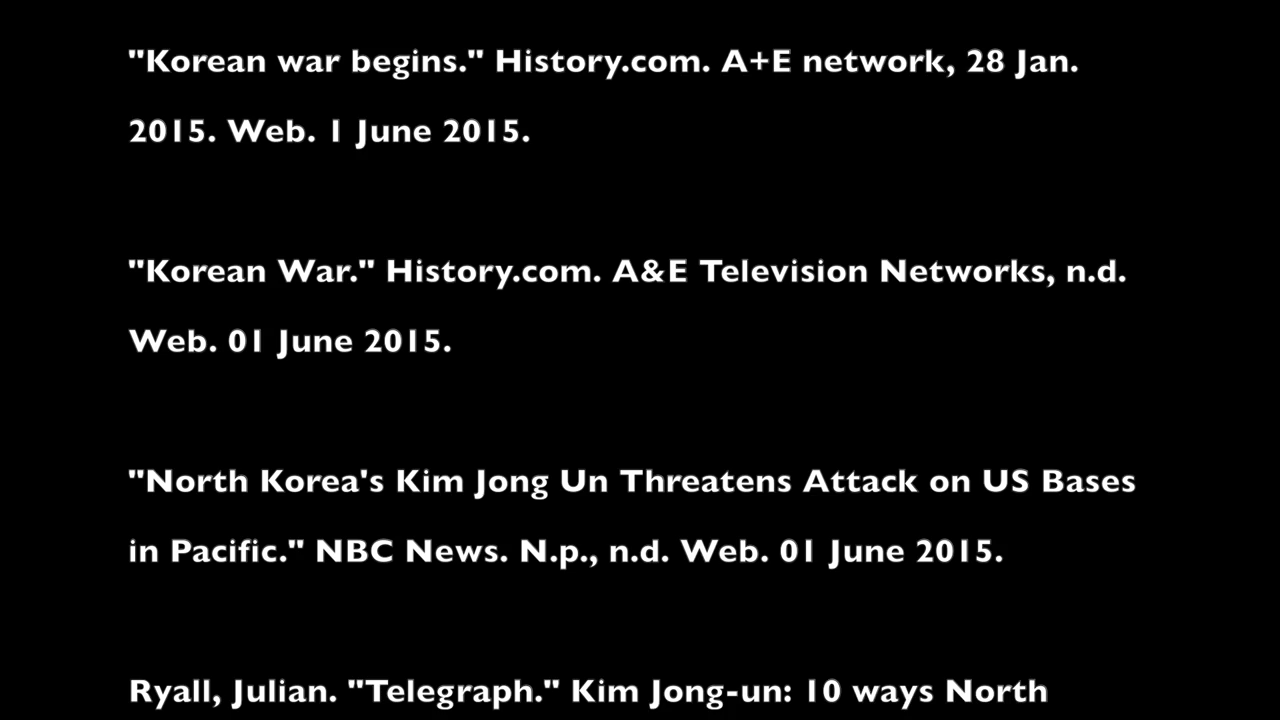 "Korean war begins." History.com. A+E network, 28 Jan.
2015. Web. 1 June 2015.
"Korean War." History.com. A&E Television Networks, n.d.
Web. 01 June 2015.
"North Korea's Kim Jong Un Threatens Attack on US Bases
in Pacific." NBC News. N.p., n.d. Web. 01 June 2015.
Ryall, Julian. "Telegraph." Kim Jong-un: 10 ways North